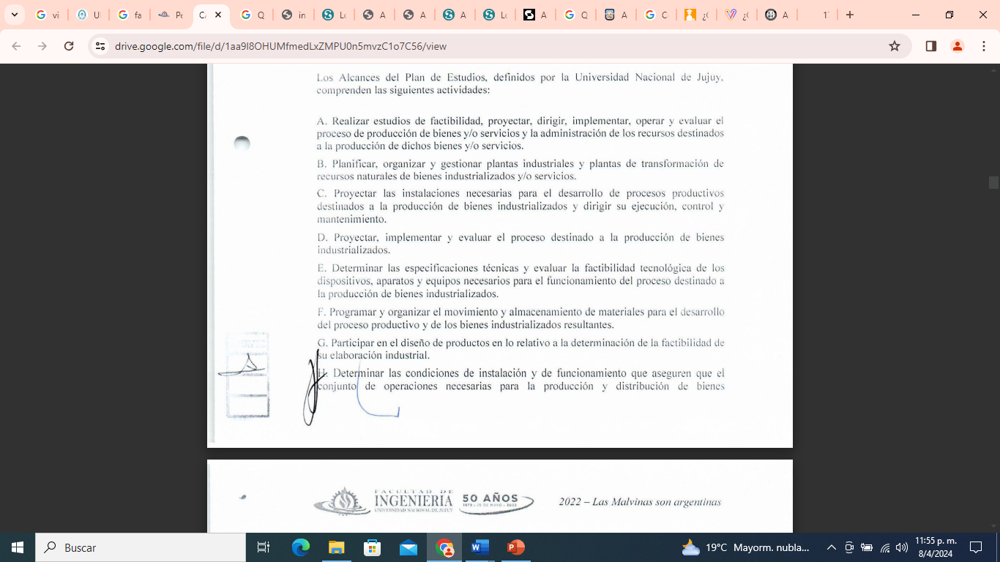 vi
Ul
fa
Pe
CA
Q
in
Lo
A
A
A
Lo
A
Q
A
C
¿C
¿C
A
1
drive.google.com/file/d/1aa9l8OHUMfmedLxZMPU0n5mvzC1o7C56/view
Los Alcances del Plan de Estudios, definidos por la Universidad Nacional de Jujuy,
comprenden las siguientes actividades:
A. Realizar estudios de factibilidad, proyectar, dirigir, implementar, operar y evaluar el
proceso de producción de bienes y/o servicios y la administración de los recursos destinados
a la producción de dichos bienes y/o servicios.
B. Planificar, organizar y gestionar plantas industriales y plantas de transformación de
recursos naturales de bienes industrializados y/o servicios.
C. Proyectar las instalaciones necesarias para el desarrollo de procesos productivos
destinados a la producción de bienes industrializados y dirigir su ejecución, control y
mantenimiento.
D. Proyectar, implementar y evaluar el proceso destinado a la producción de bienes
industrializados.
E. Determinar las especificaciones técnicas y evaluar la factibilidad tecnológica de los
dispositivos, aparatos y equipos necesarios para el funcionamiento del proceso destinado a
la producción de bienes industrializados.
F. Programar y organizar el movimiento y almacenamiento de materiales para el desarrollo
del proceso productivo y de los bienes industrializados resultantes.
G. Participar en el diseño de productos en lo relativo a la determinación de la factibilidad de
su elaboración industrial.
H. Determinar las condiciones de instalación y de funcionamiento que aseguren que el
conjunto de operaciones necesarias para la producción y distribución de bienes
FACULTAD DE
INGENIERÍA
UNIVERSIDAD NACIONAL DE JUJUY
50 AÑOS
2022 – Las Malvinas son argentinas
Buscar
19°C Mayorm. nubla...
11:55 p. m.
8/4/2024